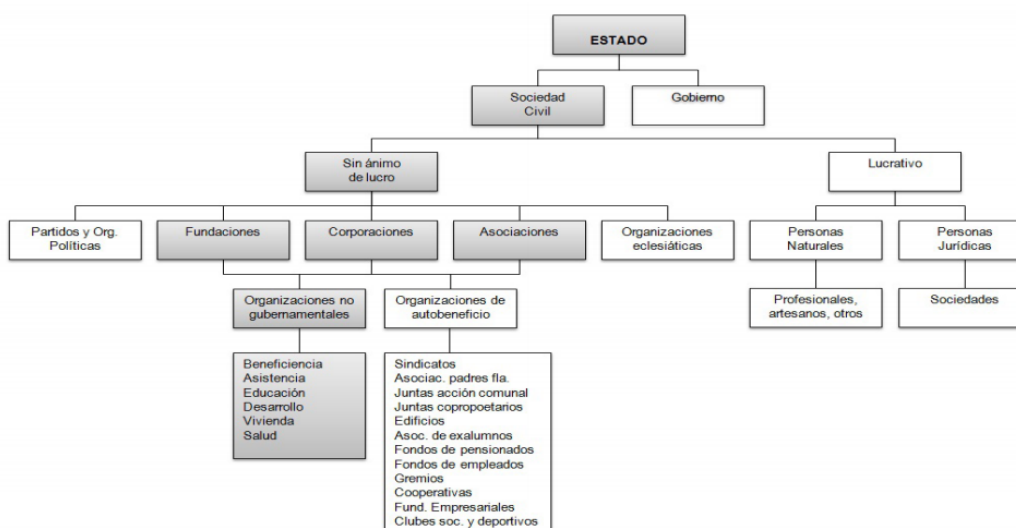 ESTADO
Sociedad
Civil
Gobierno
Sin ánimo
de lucro
Lucrativo
Partidos y Org.
Políticas
Fundaciones
Corporaciones
Asociaciones
Organizaciones
eclesiáticas
Personas
Naturales
Personas
Jurídicas
Organizaciones no
gubernamentales
Organizaciones de
autobeneficio
Profesionales,
artesanos, otros
Sociedades
Beneficiencia
Asistencia
Educación
Desarrollo
Vivienda
Salud
Sindicatos
Asociac. padres fla.
Juntas acción comunal
Juntas copropoetarios
Edificios
Asoc. de exalumnos
Fondos de pensionados
Fondos de empleados
Gremios
Cooperativas
Fund. Empresariales
Clubes soc. y deportivos